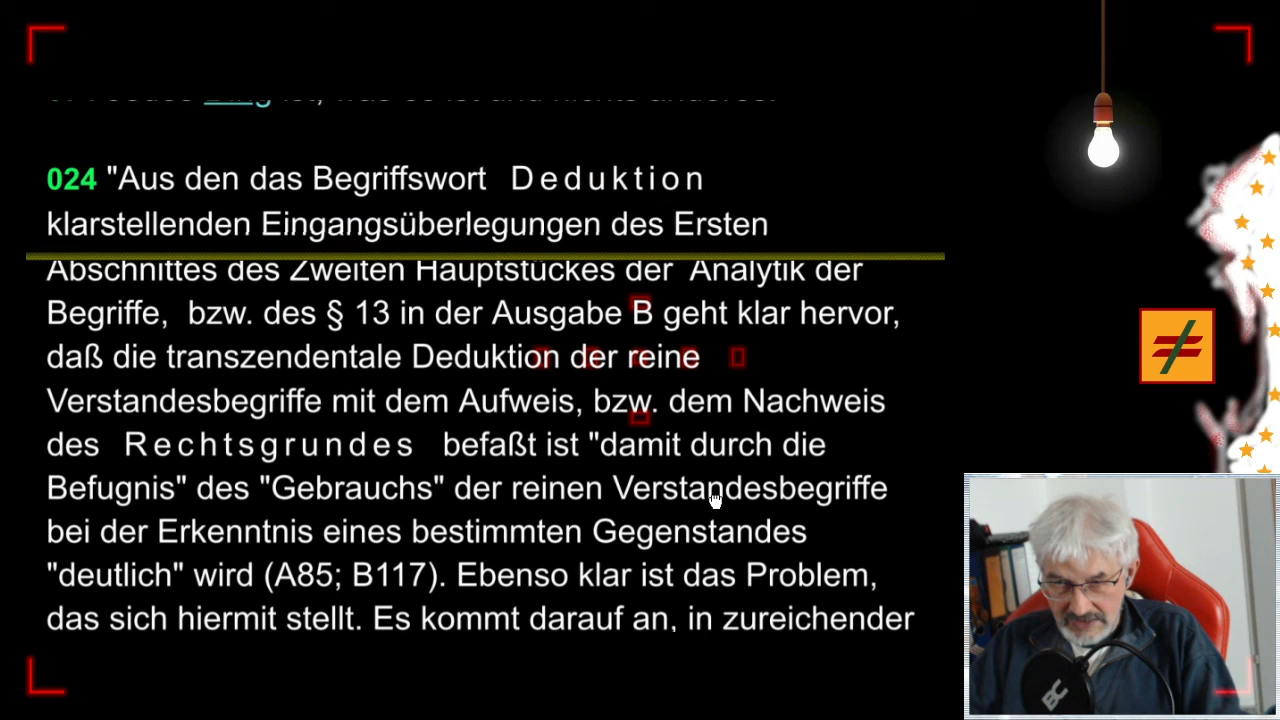 024 "Aus den das Begriffswort Deduktion
klarstellenden Eingangsüberlegungen des Ersten
Abschnittes des Zweiten Hauptstückes der Analytik der
Begriffe, bzw. des § 13 in der Ausgabe B geht klar hervor,
daß die transzendentale Deduktion der reine
Verstandesbegriffe mit dem Aufweis, bzw. dem Nachweis
des Rechtsgrundes befaßt ist "damit durch die
Befugnis" des "Gebrauchs" der reinen Verstandesbegriffe
bei der Erkenntnis eines bestimmten Gegenstandes
"deutlich" wird (A85; B117). Ebenso klar ist das Problem,
das sich hiermit stellt. Es kommt darauf an, in zureichender
≠